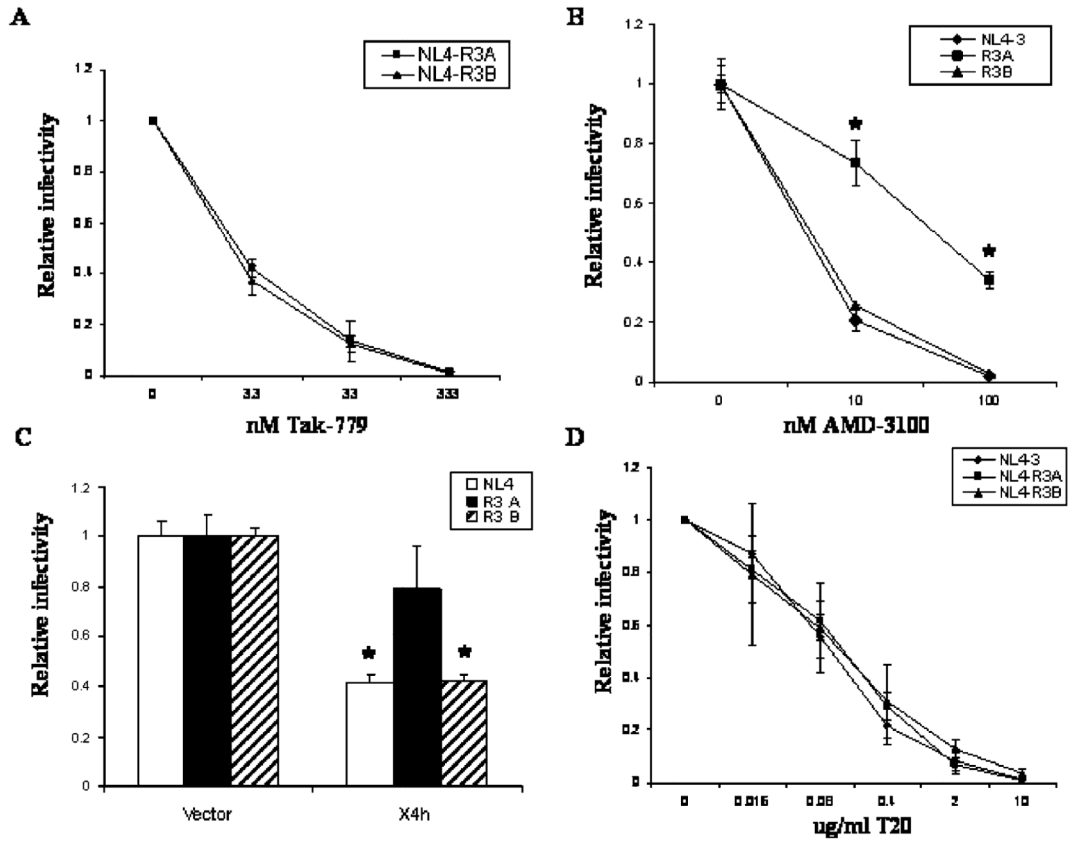 A
NL4-R3A
NL4-R3B
Relative infectivity
1.2
1
0.8
0.6
0.4
0.2
0
0
3.3
33
333
nM Tak-779
B
NL4-3
R3A
R3B
Relative infectivity
1.2
1
0.8
0.6
0.4
0.2
0
0
10
100
nM AMD-3100
C
NL4
R3 A
R3 B
Relative infectivity
1.2
1
0.8
0.6
0.4
0.2
0
Vector
X4h
D
NL4-3
NL4-R3A
NL4-R3B
Relative infectivity
1.2
1
0.8
0.6
0.4
0.2
0
0
0.016
0.08
0.4
2
10
ug/ml T20